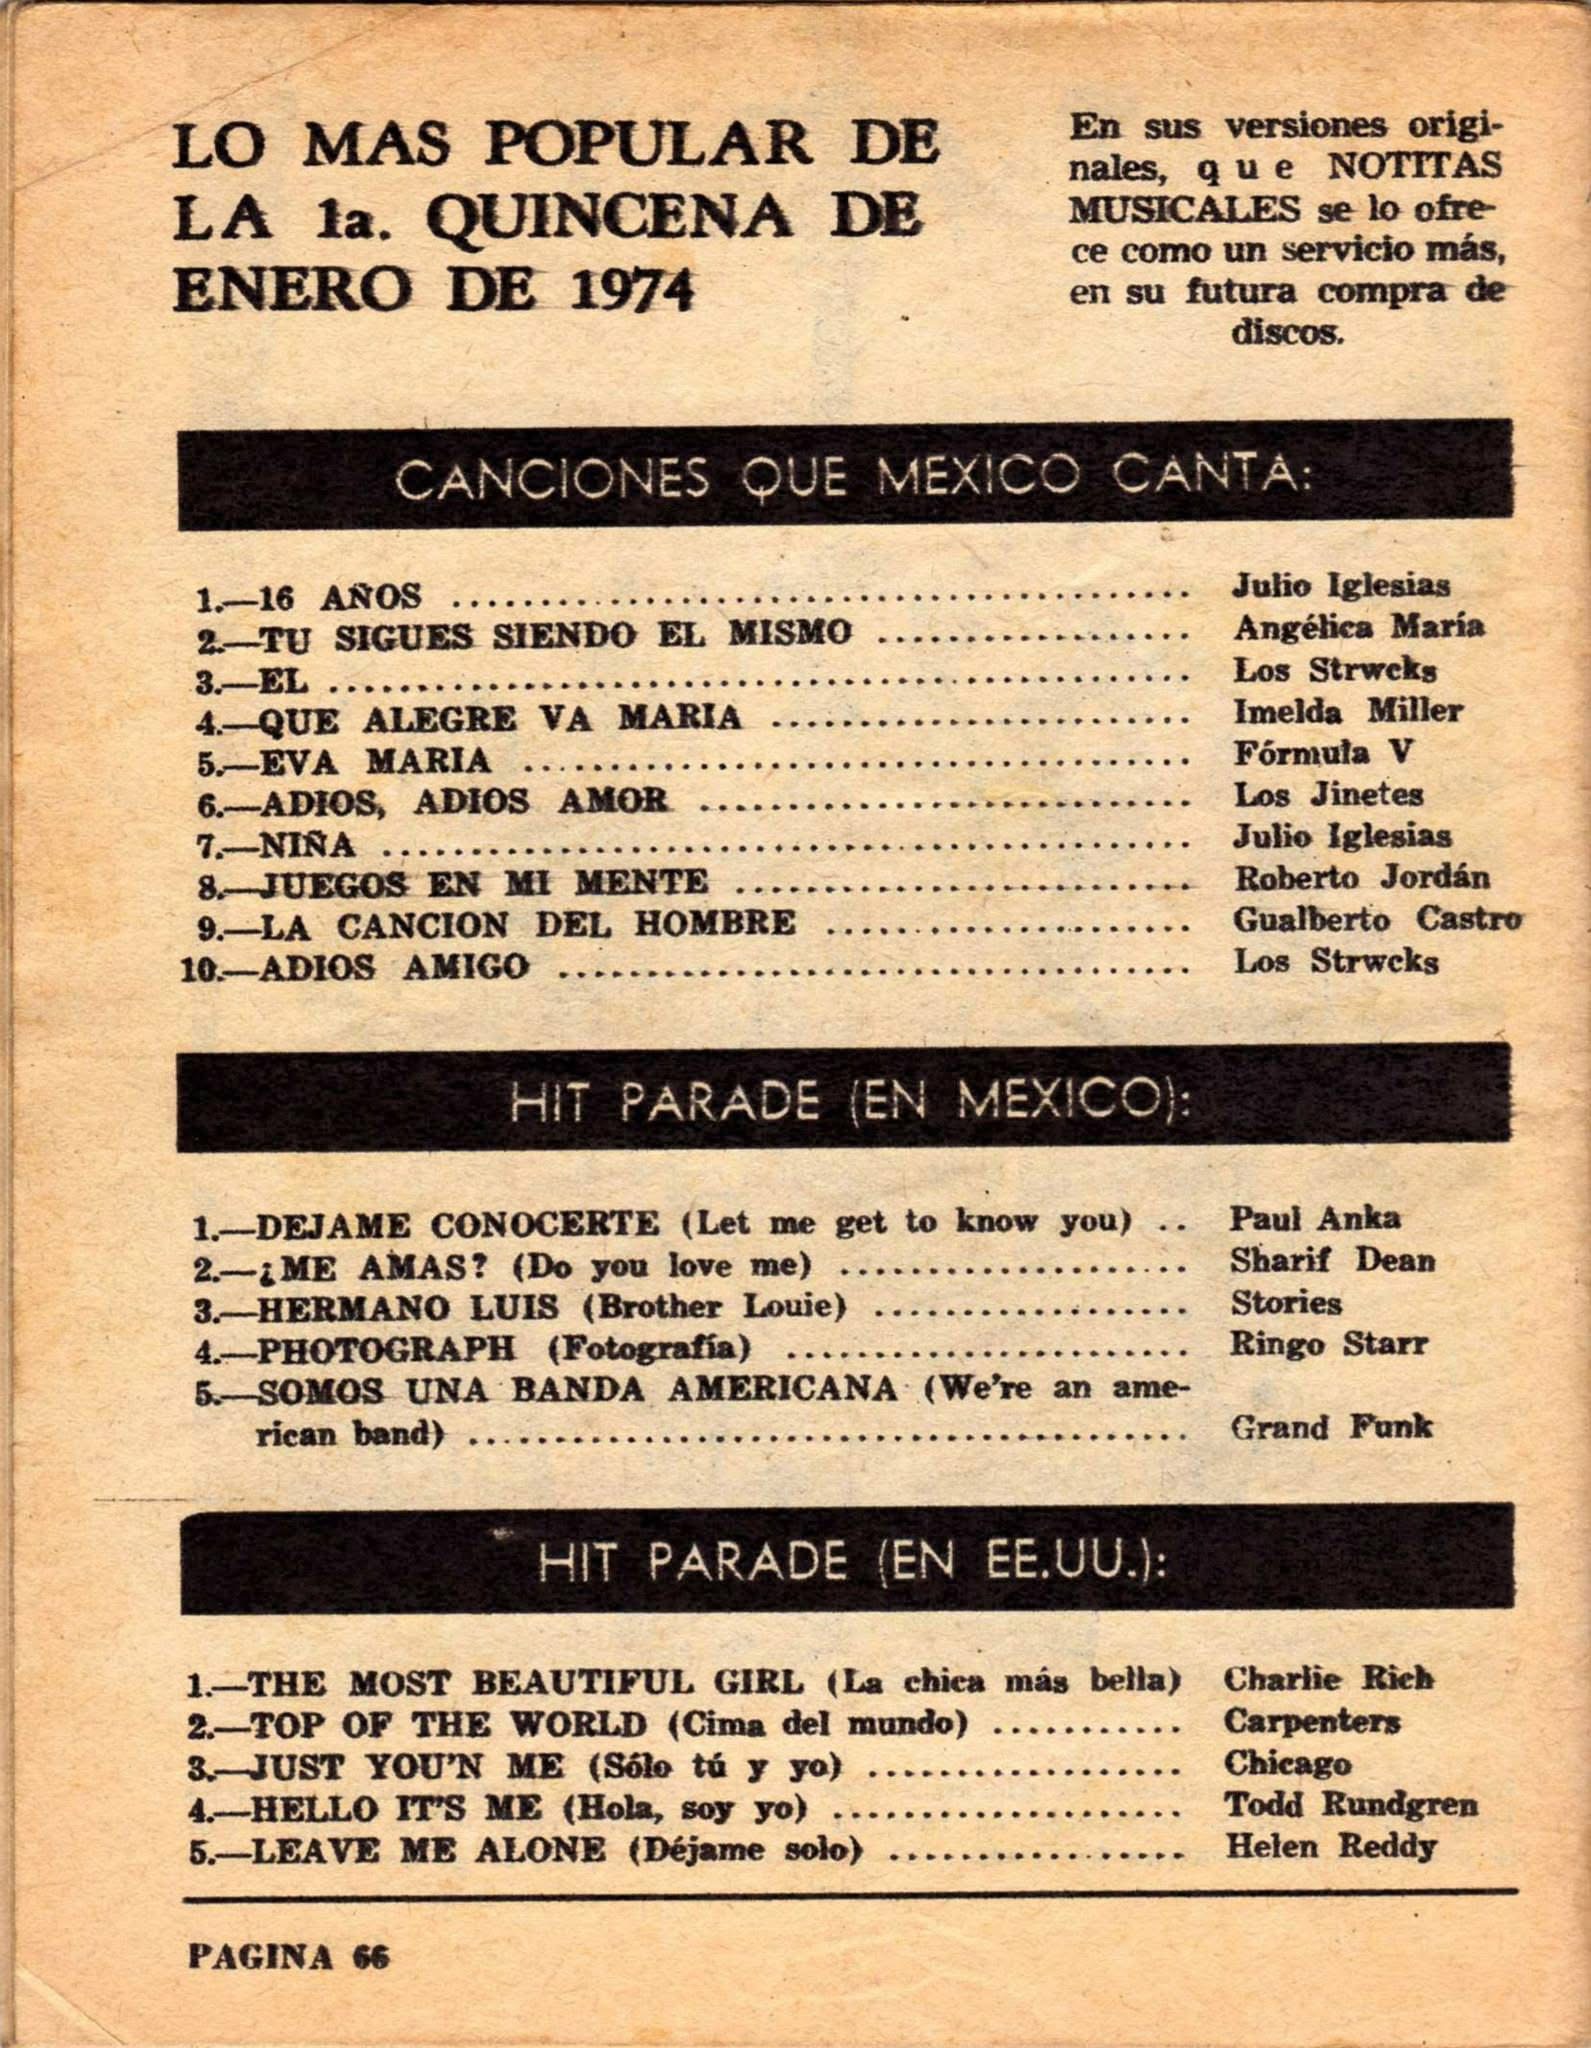 LO MAS POPULAR DE
LA 1a. QUINCENA DE
ENERO DE 1974
En sus versiones origi-
nales, que NOTITAS
MUSICALES se lo ofre-
ce como un servicio más,
en su futura compra de
discos.
CANCIONES QUE MEXICO CANTA:
1.—16 AÑOS ........................................ Julio Iglesias
2.—TU SIGUES SIENDO EL MISMO .................. Angélica María
3.—EL ............................................... Los Strwcks
4.—QUE ALEGRE VA MARIA ........................ Imelda Miller
5.—EVA MARIA ..................................... Fórmula V
6.—ADIOS, ADIOS AMOR ............................ Los Jinetes
7.—NIÑA ............................................. Julio Iglesias
8.—JUEGOS EN MI MENTE .......................... Roberto Jordán
9.—LA CANCION DEL HOMBRE ..................... Gualberto Castro
10.—ADIOS AMIGO ................................... Los Strwcks
HIT PARADE (EN MEXICO):
1.—DEJAME CONOCERTE (Let me get to know you) .. Paul Anka
2.—¿ME AMAS? (Do you love me) .................... Sharif Dean
3.—HERMANO LUIS (Brother Louie) .................. Stories
4.—PHOTOGRAPH (Fotografía) ....................... Ringo Starr
5.—SOMOS UNA BANDA AMERICANA (We're an ame-
rican band) ......................................... Grand Funk
HIT PARADE (EN EE.UU.):
1.—THE MOST BEAUTIFUL GIRL (La chica más bella) Charlie Rich
2.—TOP OF THE WORLD (Cima del mundo) ........... Carpenters
3.—JUST YOU'N ME (Sólo tú y yo) .................. Chicago
4.—HELLO IT'S ME (Hola, soy yo) .................... Todd Rundgren
5.—LEAVE ME ALONE (Déjame solo) ................. Helen Reddy
PAGINA 66